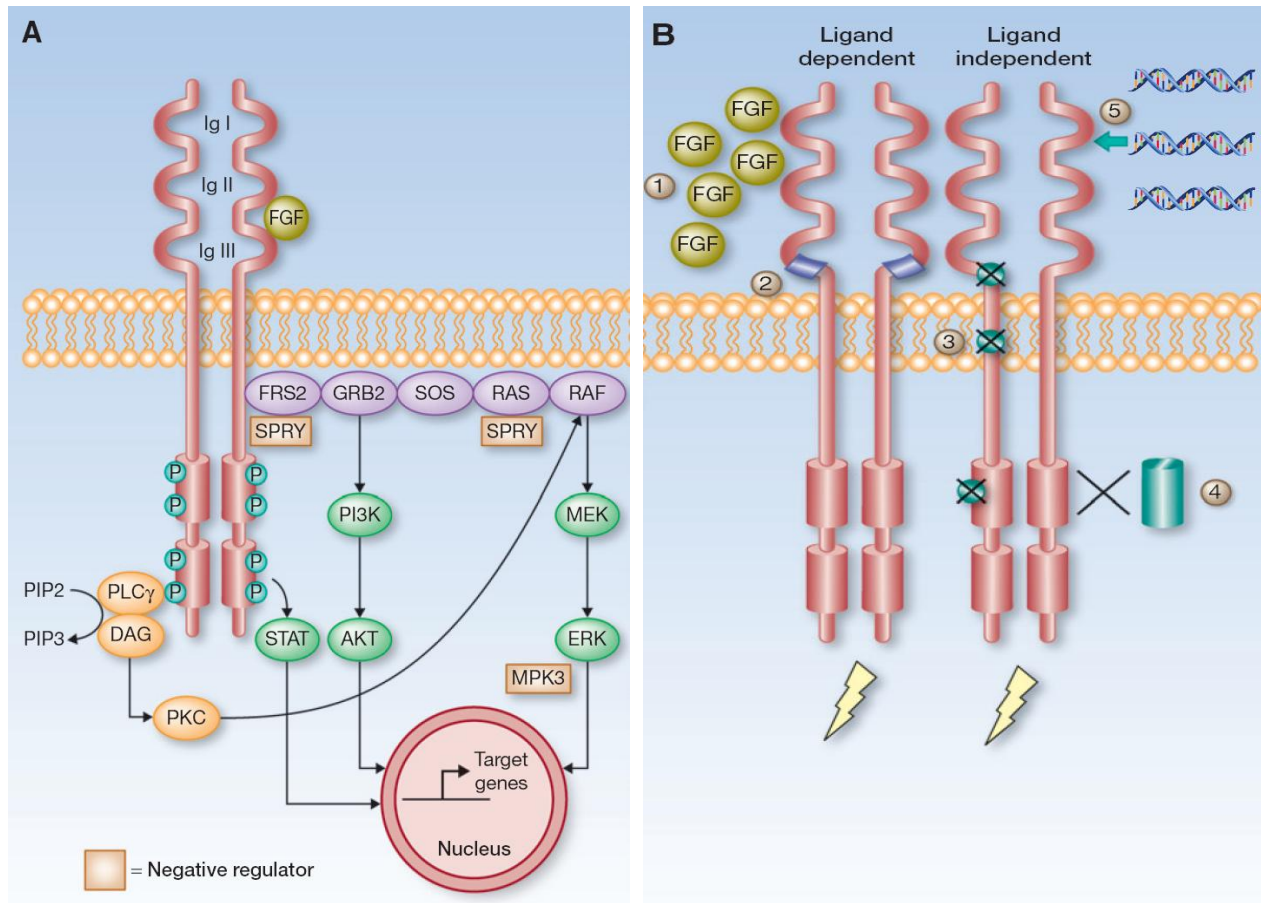 A
Ig I
Ig II
FGF
Ig III
FRS2
GRB2
SOS
RAS
RAF
SPRY
SPRY
P
P
P
P
PI3K
MEK
P
P
P
P
PIP2
PLCγ
PIP3
DAG
STAT
AKT
ERK
MPK3
PKC
Target
genes
Nucleus
= Negative regulator
B
Ligand
dependent
Ligand
independent
FGF
5
FGF
FGF
1
FGF
FGF
2
3
4